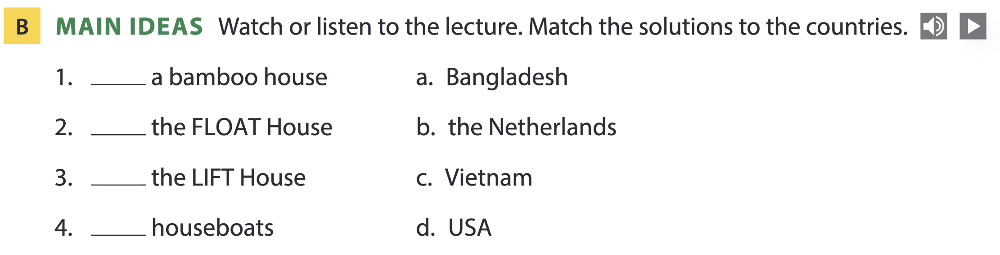 B MAIN IDEAS Watch or listen to the lecture. Match the solutions to the countries.
1. _____ a bamboo house a. Bangladesh
2. _____ the FLOAT House b. the Netherlands
3. _____ the LIFT House c. Vietnam
4. _____ houseboats d. USA